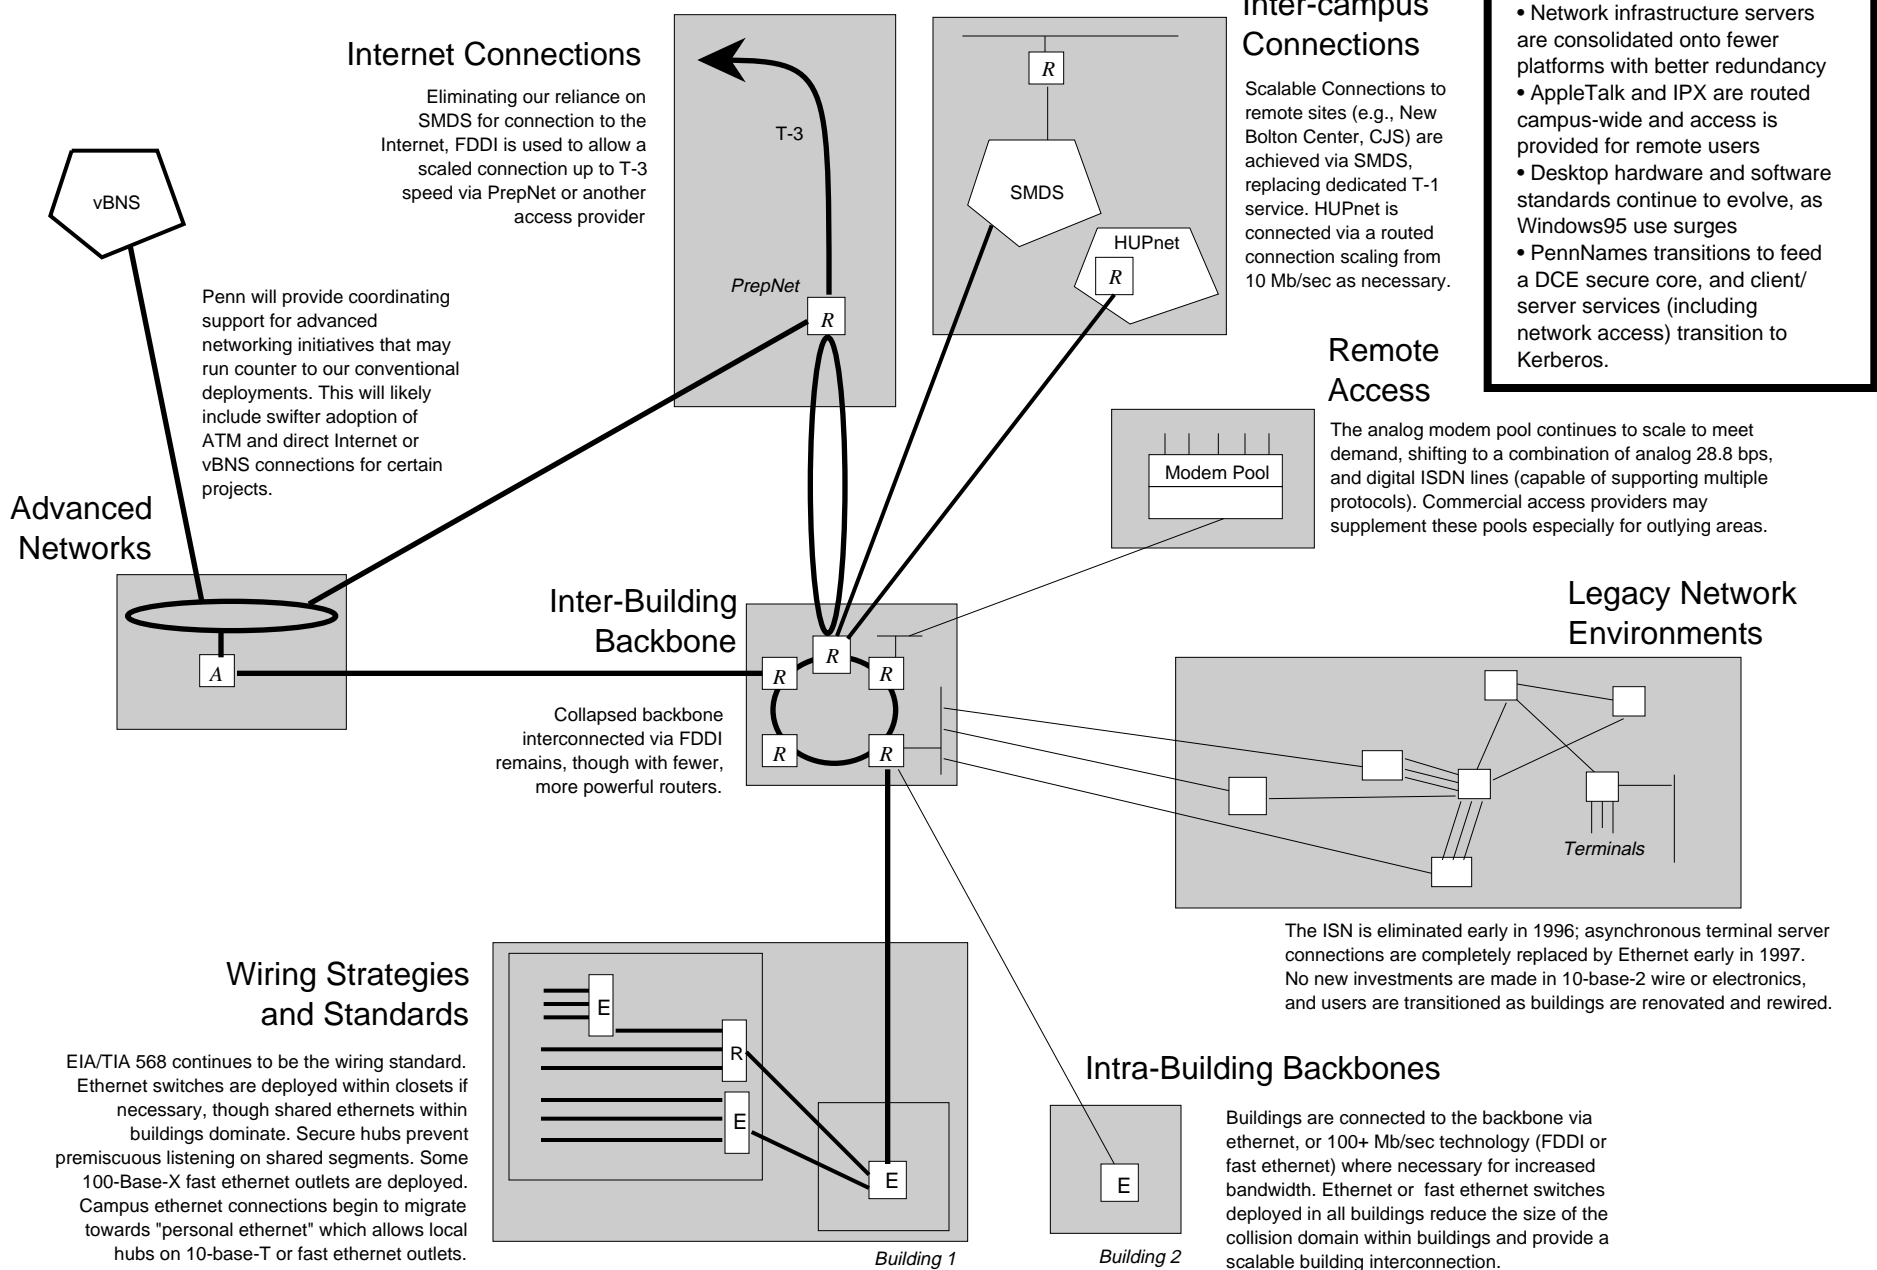 Internet Connections
Eliminating our reliance on
SMDS for connection to the
Internet, FDDI is used to allow a
scaled connection up to T-3
speed via PrepNet or another
access provider
T-3
PrepNet
R
Inter-campus
Connections
Scalable Connections to
remote sites (e.g., New
Bolton Center, CJS) are
achieved via SMDS,
replacing dedicated T-1
service. HUPnet is
connected via a routed
connection scaling from
10 Mb/sec as necessary.
R
SMDS
HUPnet
R
• Network infrastructure servers
are consolidated onto fewer
platforms with better redundancy
• AppleTalk and IPX are routed
campus-wide and access is
provided for remote users
• Desktop hardware and software
standards continue to evolve, as
Windows95 use surges
• PennNames transitions to feed
a DCE secure core, and client/
server services (including
network access) transition to
Kerberos.
vBNS
Penn will provide coordinating
support for advanced
networking initiatives that may
run counter to our conventional
deployments. This will likely
include swifter adoption of
ATM and direct Internet or
vBNS connections for certain
projects.
Advanced
Networks
A
Remote
Access
The analog modem pool continues to scale to meet
demand, shifting to a combination of analog 28.8 bps,
and digital ISDN lines (capable of supporting multiple
protocols). Commercial access providers may
supplement these pools especially for outlying areas.
Modem Pool
Inter-Building
Backbone
Collapsed backbone
interconnected via FDDI
remains, though with fewer,
more powerful routers.
R
R
R
R
R
Legacy Network
Environments
Terminals
The ISN is eliminated early in 1996; asynchronous terminal server
connections are completely replaced by Ethernet early in 1997.
No new investments are made in 10-base-2 wire or electronics,
and users are transitioned as buildings are renovated and rewired.
Wiring Strategies
and Standards
EIA/TIA 568 continues to be the wiring standard.
Ethernet switches are deployed within closets if
necessary, though shared ethernets within
buildings dominate. Secure hubs prevent
premiscuous listening on shared segments. Some
100-Base-X fast ethernet outlets are deployed.
Campus ethernet connections begin to migrate
towards "personal ethernet" which allows local
hubs on 10-base-T or fast ethernet outlets.
E
R
E
E
Building 1
Intra-Building Backbones
Buildings are connected to the backbone via
ethernet, or 100+ Mb/sec technology (FDDI or
fast ethernet) where necessary for increased
bandwidth. Ethernet or  fast ethernet switches
deployed in all buildings reduce the size of the
collision domain within buildings and provide a
scalable building interconnection.
E
Building 2